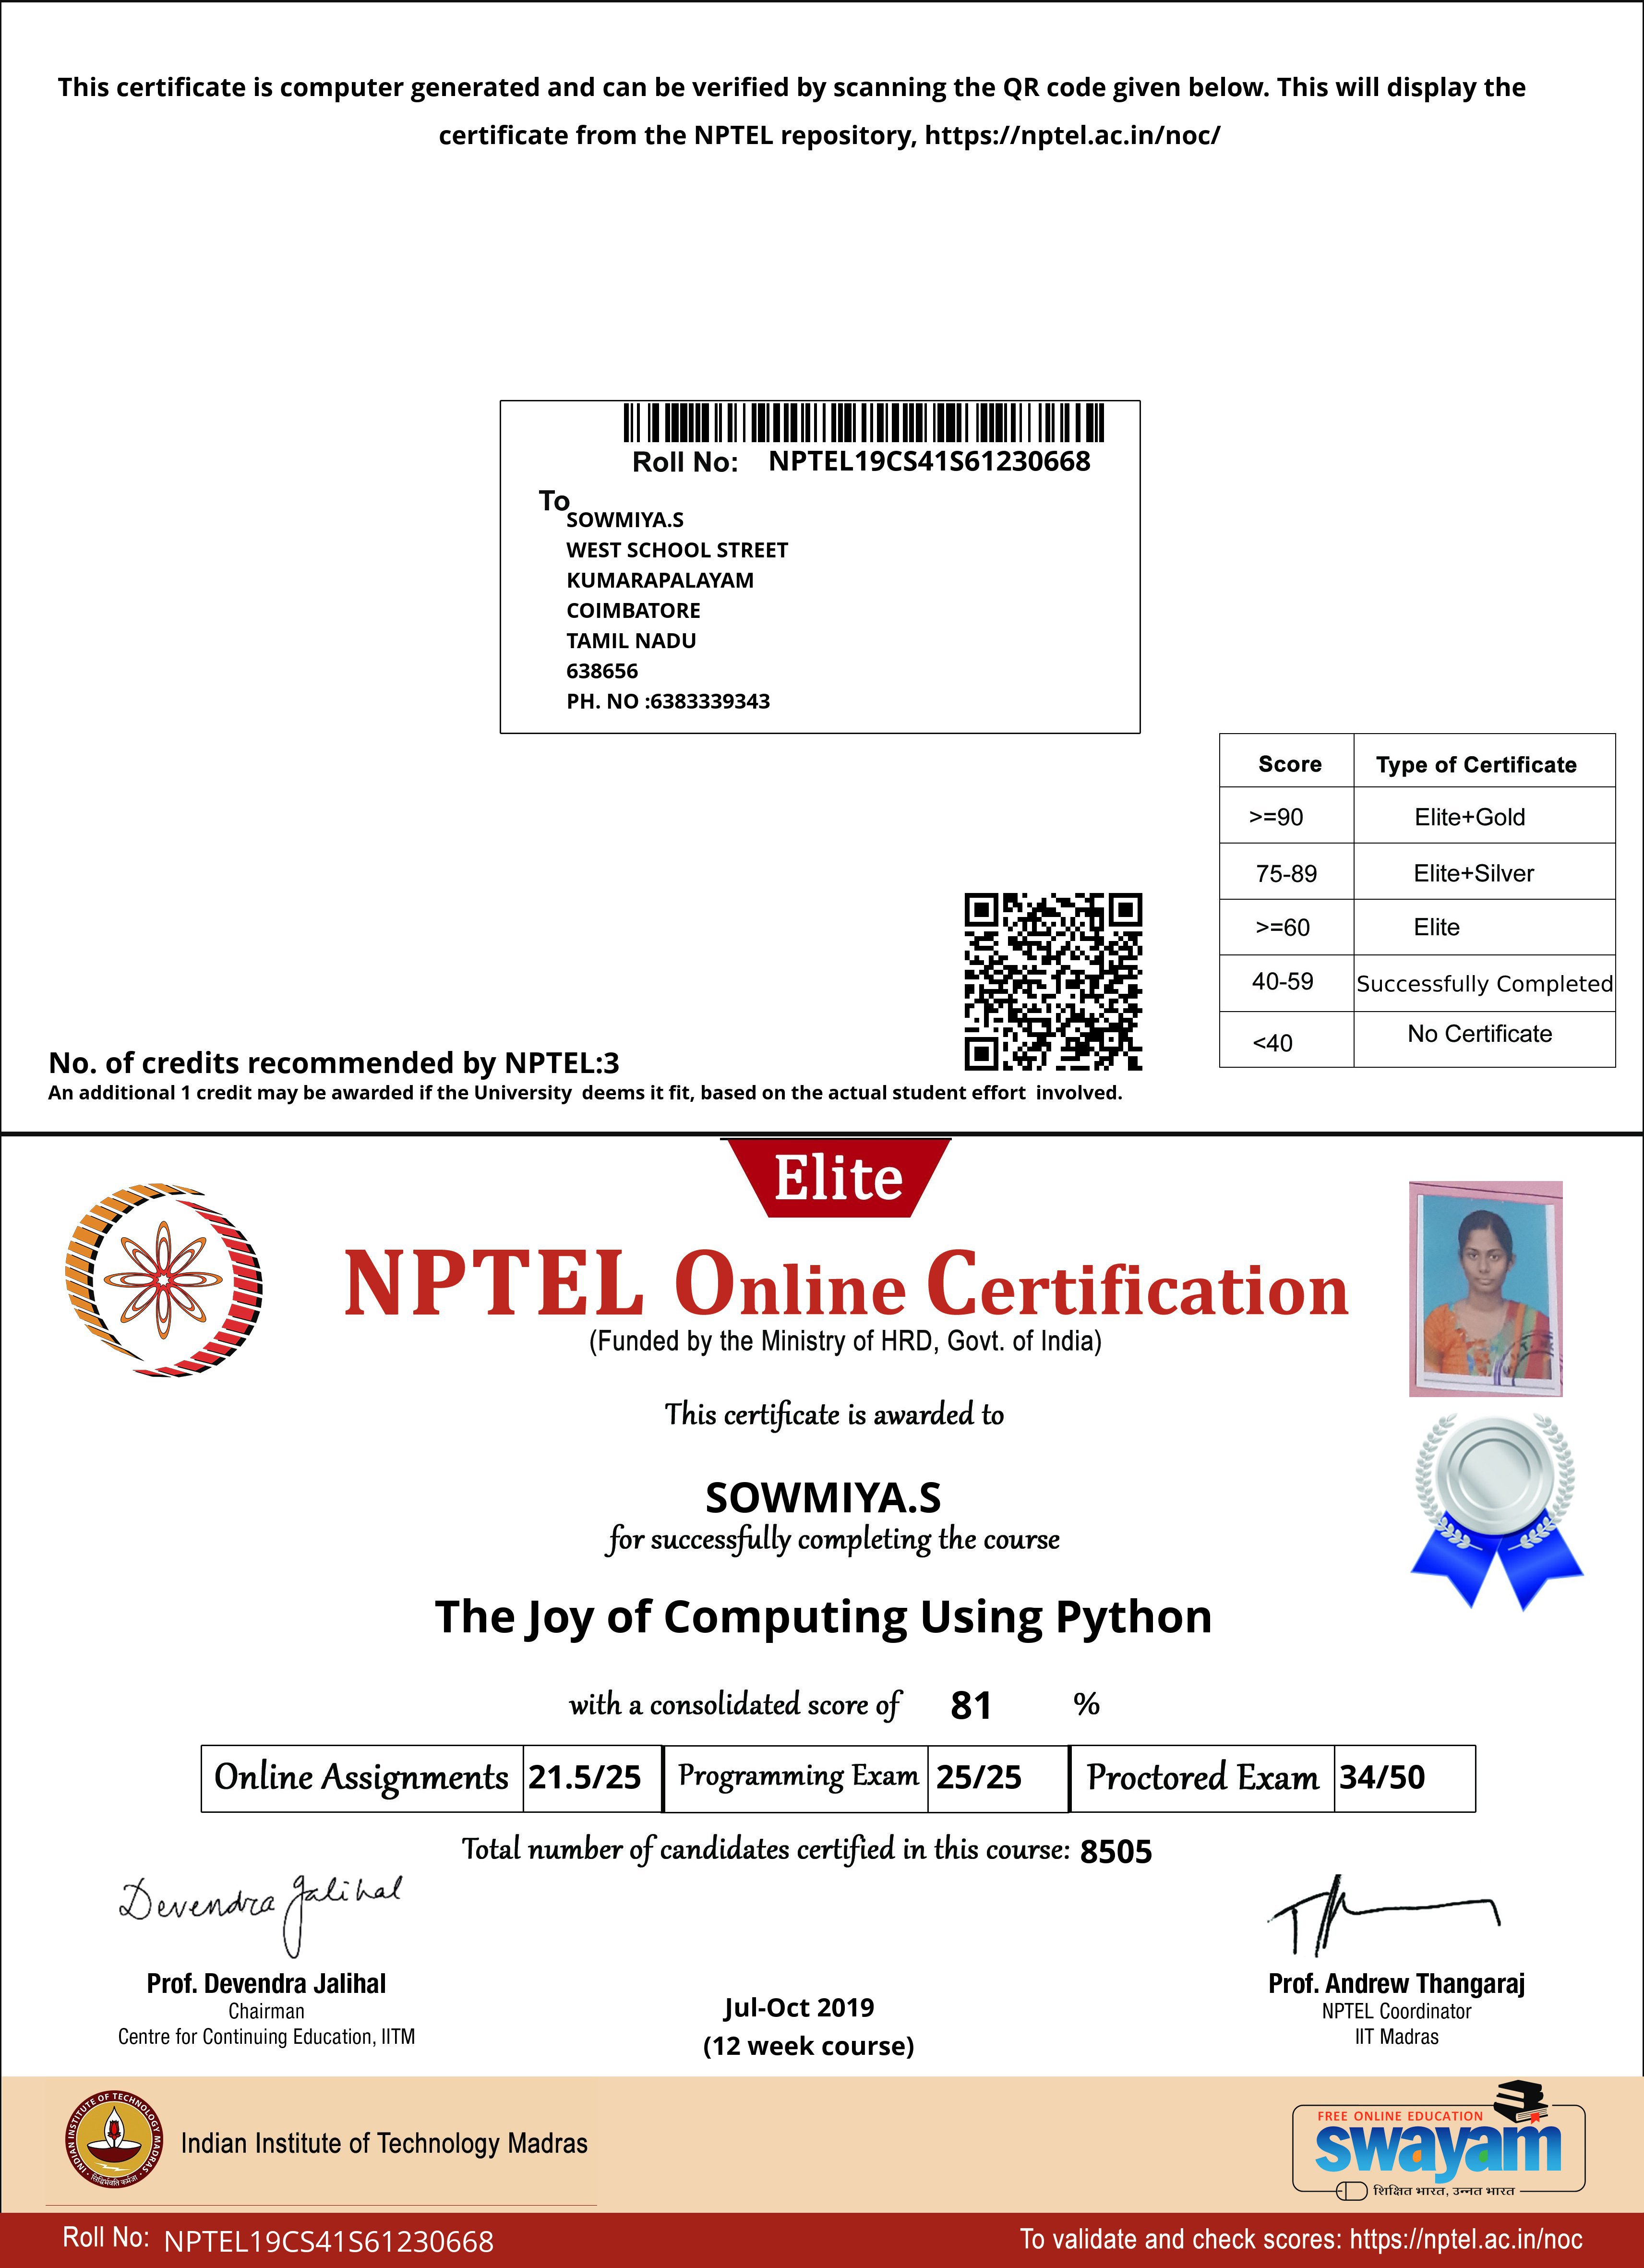 This certificate is computer generated and can be verified by scanning the QR code given below. This will display the
certificate from the NPTEL repository, https://nptel.ac.in/noc/
Roll No: NPTEL19CS41S61230668
To
SOWMIYA.S
WEST SCHOOL STREET
KUMARAPALAYAM
COIMBATORE
TAMIL NADU
638656
PH. NO :6383339343
Score Type of Certificate
>=90 Elite+Gold
75-89 Elite+Silver
>=60 Elite
40-59 Successfully Completed
<40 No Certificate
No. of credits recommended by NPTEL:3
An additional 1 credit may be awarded if the University deems it fit, based on the actual student effort involved.
Elite
NPTEL Online Certification
(Funded by the Ministry of HRD, Govt. of India)
This certificate is awarded to
SOWMIYA.S
for successfully completing the course
The Joy of Computing Using Python
with a consolidated score of 81 %
Online Assignments 21.5/25 Programming Exam 25/25 Proctored Exam 34/50
Total number of candidates certified in this course: 8505
Devendra Jalihal
Prof. Devendra Jalihal
Chairman
Centre for Continuing Education, IITM
Jul-Oct 2019
(12 week course)
Prof. Andrew Thangaraj
NPTEL Coordinator
IIT Madras
INDIAN INSTITUTE OF TECHNOLOGY MADRAS
सिद्धिर्भवति कर्मजा
Indian Institute of Technology Madras
FREE ONLINE EDUCATION
swayam
शिक्षित भारत, उन्नत भारत
Roll No: NPTEL19CS41S61230668
To validate and check scores: https://nptel.ac.in/noc